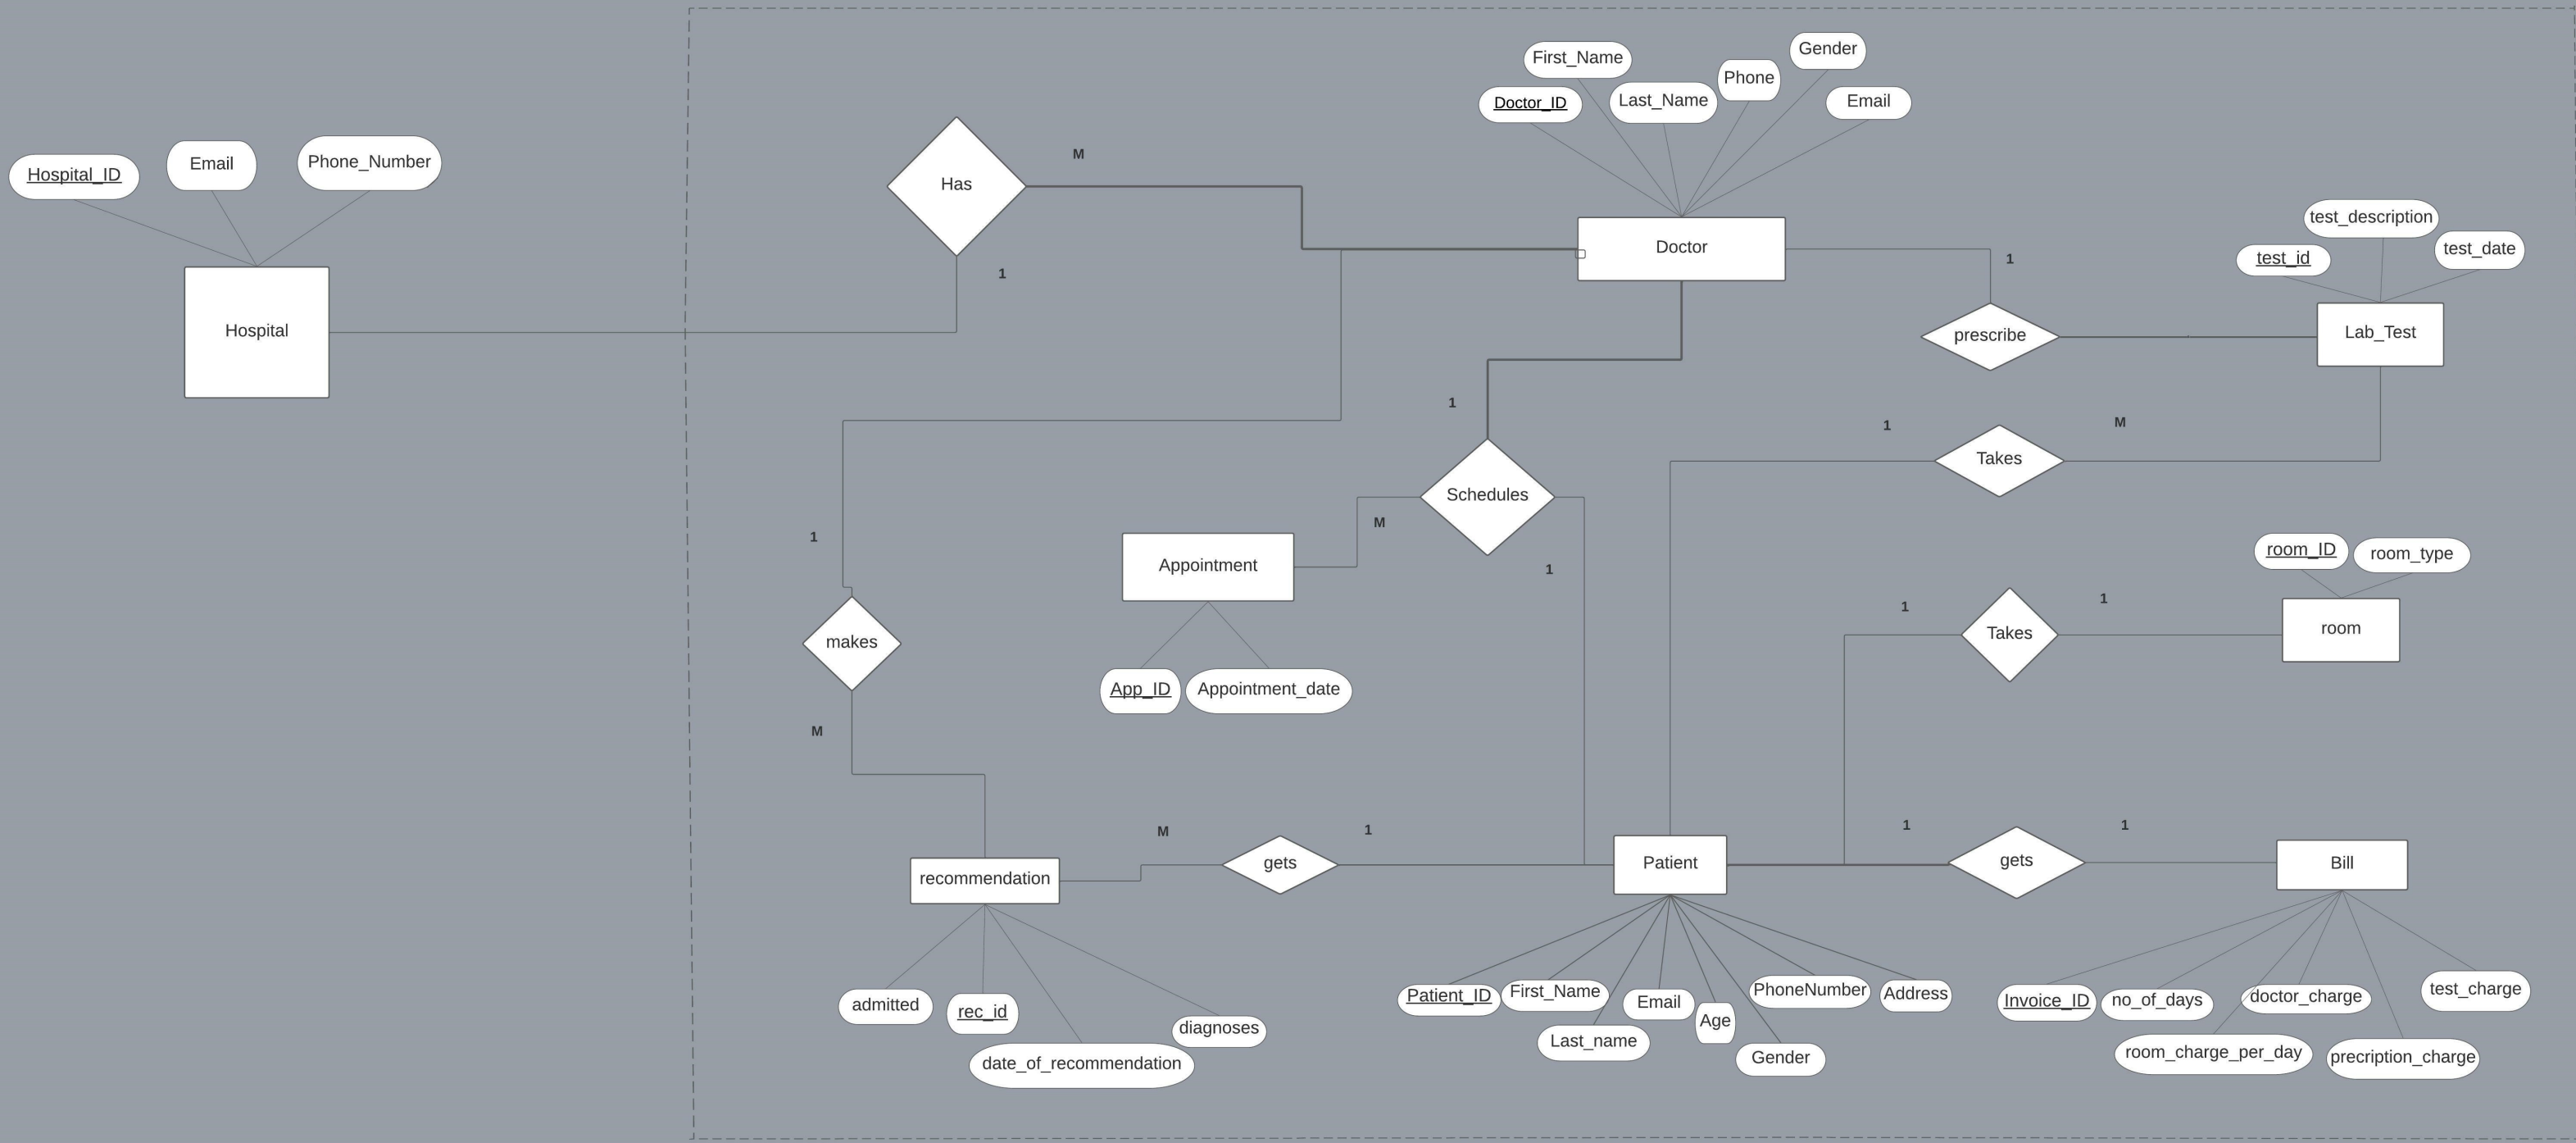 Gender
First_Name
Phone
Doctor_ID
Last_Name
Email
M
Hospital_ID
Email
Phone_Number
Has
test_description
Doctor
test_date
1
test_id
1
Hospital
prescribe
Lab_Test
1
1
M
Takes
Schedules
M
1
1
room_ID
room_type
Appointment
1
1
Takes
room
makes
App_ID
Appointment_date
M
M
1
1
1
gets
Patient
gets
Bill
recommendation
admitted
rec_id
diagnoses
date_of_recommendation
Patient_ID
First_Name
Email
PhoneNumber
Address
Last_name
Age
Gender
Invoice_ID
no_of_days
doctor_charge
test_charge
room_charge_per_day
precription_charge